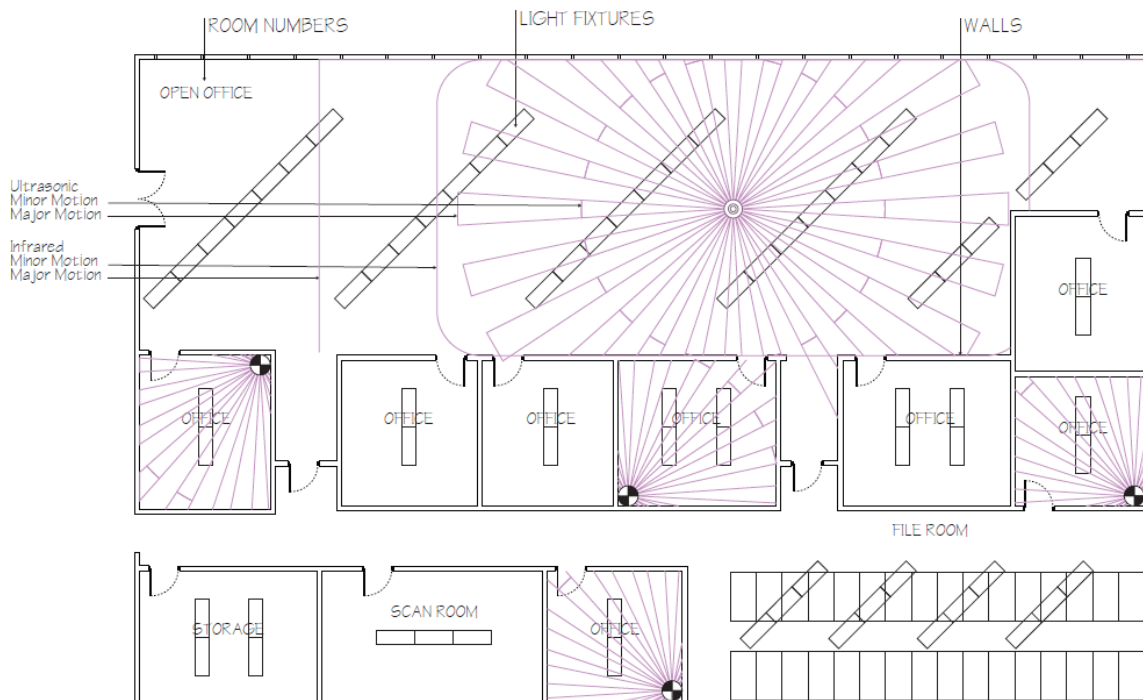 ROOM NUMBERS
LIGHT FIXTURES
WALLS
OPEN OFFICE
Ultrasonic
Minor Motion
Major Motion
Infrared
Minor Motion
Major Motion
OFFICE
OFFICE
OFFICE
OFFICE
OFFICE
OFFICE
OFFICE
FILE ROOM
STORAGE
SCAN ROOM
OFFICE